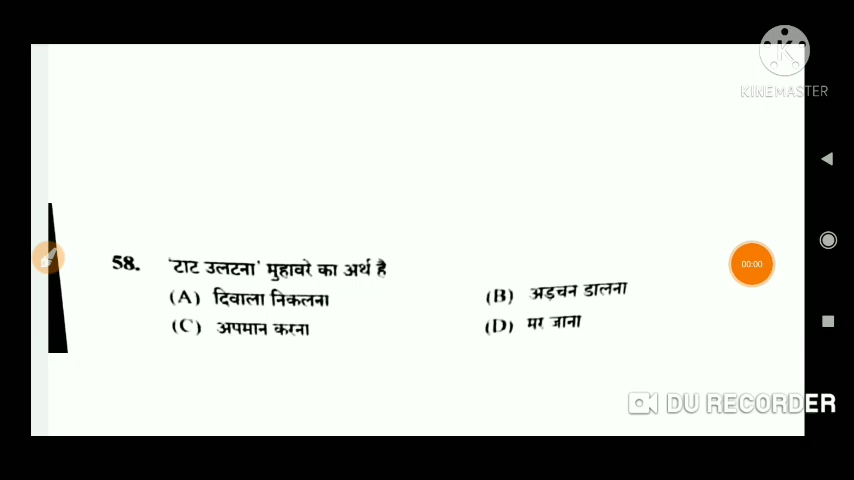 KINEMASTER
58. 'टाट उलटना' मुहावरे का अर्थ है
(A) दिवाला निकलना (B) अड़चन डालना
00:00
(C) अपमान करना (D) मर जाना
DU RECORDER